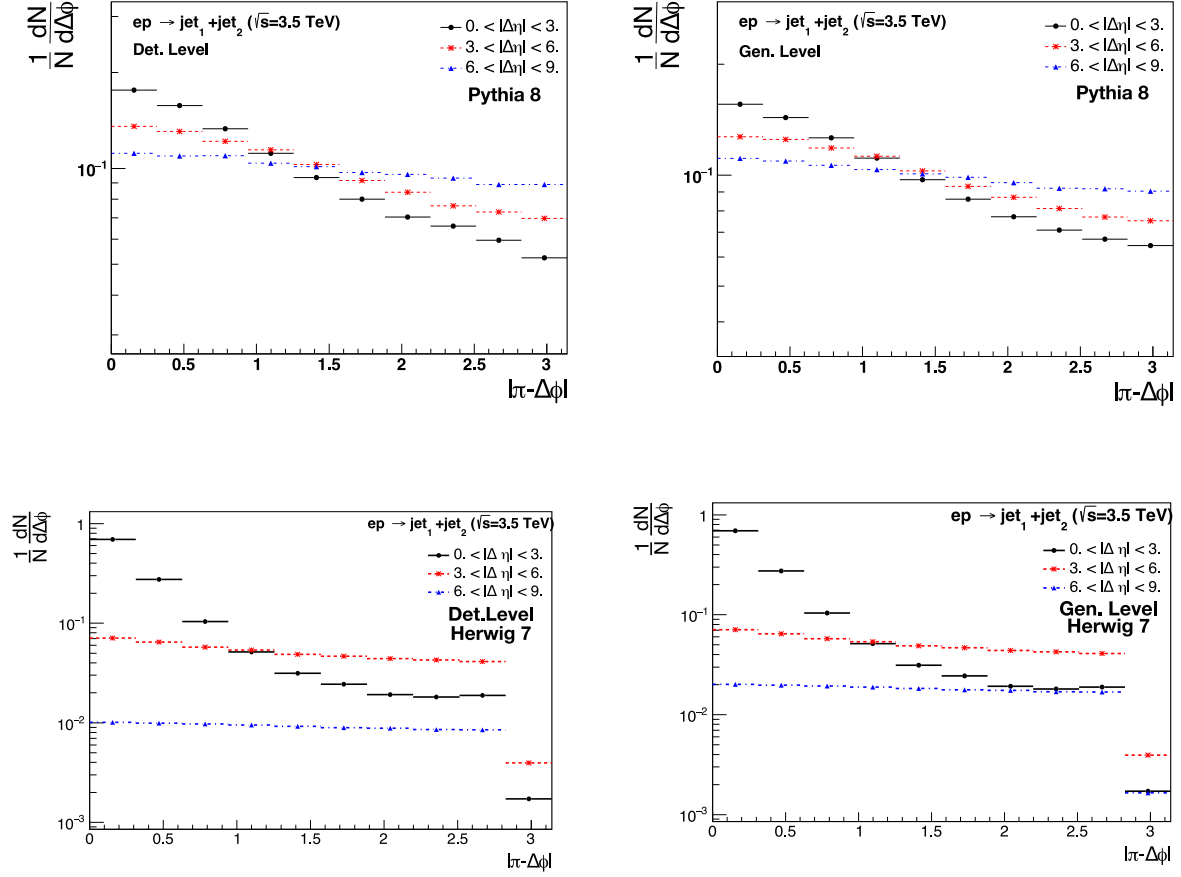 ep → jet₁+jet₂ (√s=3.5 TeV)
Det. Level
0. < |Δη| < 3.
3. < |Δη| < 6.
6. < |Δη| < 9.
Pythia 8
1/N dN/dΔϕ
10⁻¹
0 0.5 1 1.5 2 2.5 3
|π-Δϕ|
ep → jet₁+jet₂ (√s=3.5 TeV)
Gen. Level
0. < |Δη| < 3.
3. < |Δη| < 6.
6. < |Δη| < 9.
Pythia 8
1/N dN/dΔϕ
10⁻¹
0 0.5 1 1.5 2 2.5 3
|π-Δϕ|
ep → jet₁+jet₂ (√s=3.5 TeV)
0. < |Δ η| < 3.
3. < |Δ η| < 6.
6. < |Δ η| < 9.
Det.Level
Herwig 7
1/N dN/dΔϕ
1
10⁻¹
10⁻²
10⁻³
0 0.5 1 1.5 2 2.5 3
|π-Δϕ|
ep → jet₁+jet₂ (√s=3.5 TeV)
0. < |Δ η| < 3.
3. < |Δ η| < 6.
6. < |Δ η| < 9.
Gen. Level
Herwig 7
1/N dN/dΔϕ
1
10⁻¹
10⁻²
10⁻³
0 0.5 1 1.5 2 2.5 3
|π-Δϕ|